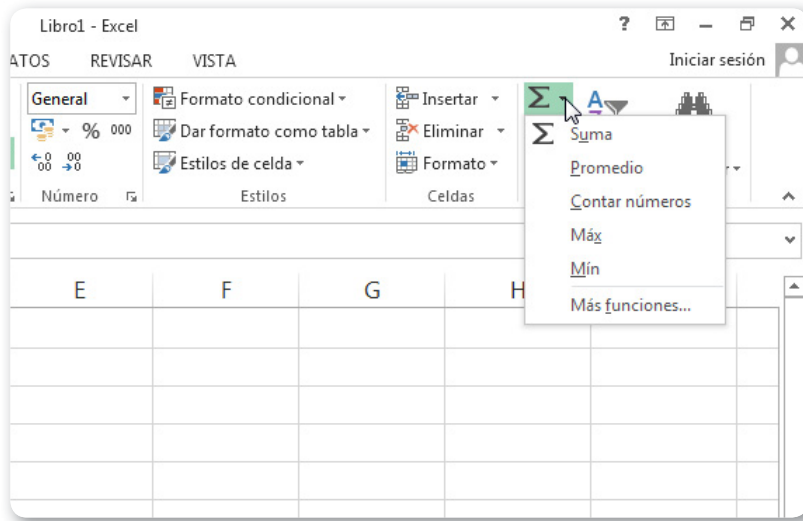 Libro1 - Excel ?
ATOS REVISAR VISTA Iniciar sesión
General Formato condicional Insertar Σ A
% 000 Dar formato como tabla Eliminar Σ Suma
Estilos de celda Formato Promedio
Número Estilos Celdas Contar números
Máx
Mín
E F G H
Más funciones...